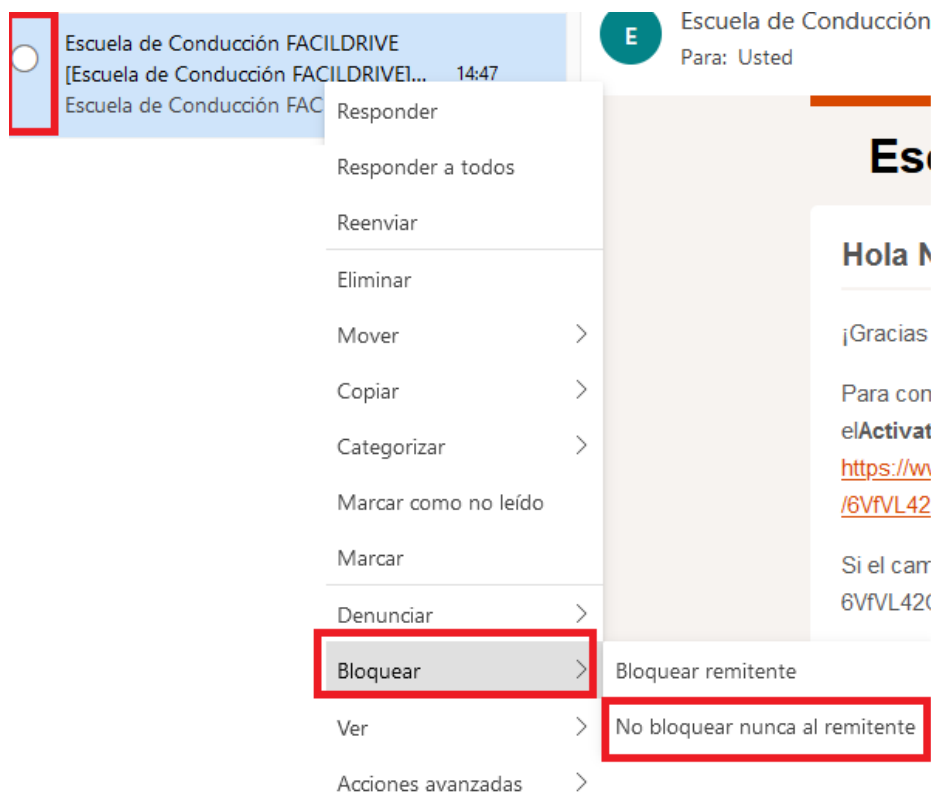 Escuela de Conducción FACILDRIVE
[Escuela de Conducción FACILDRIVE]... 14:47
Escuela de Conducción FAC
E
Escuela de Conducción
Para: Usted
Responder
Responder a todos
Reenviar
Eliminar
Mover
Copiar
Categorizar
Marcar como no leído
Marcar
Denunciar
Bloquear
Ver
Acciones avanzadas
Bloquear remitente
No bloquear nunca al remitente
Es
Hola
¡Gracias
Para con
elActivat
https://w
/6VfVL42
Si el cam
6VfVL42